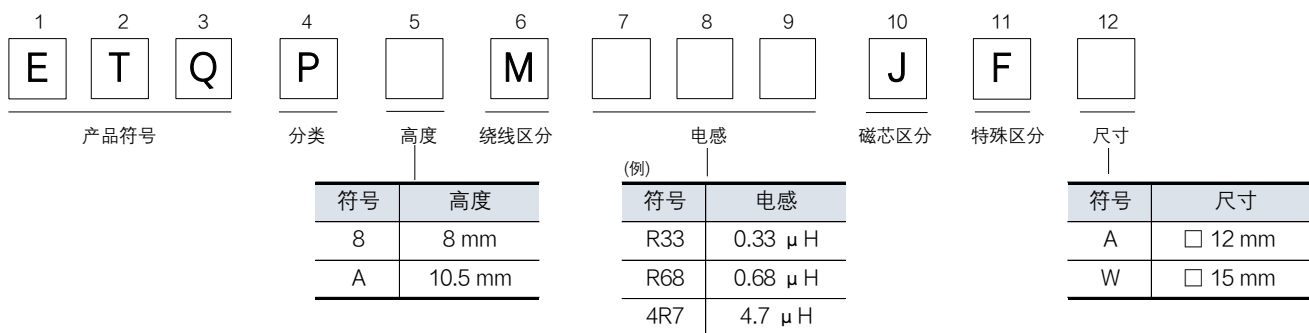 1 2 3 4 5 6 7 8 9 10 11 12
E T Q P M J F
产品符号 分类 高度 绕线区分 电感 磁芯区分 特殊区分 尺寸
(例)
符号 高度 符号 电感 符号 尺寸
8 8 mm R33 0.33 μH A □ 12 mm
A 10.5 mm R68 0.68 μH W □ 15 mm
4R7 4.7 μH